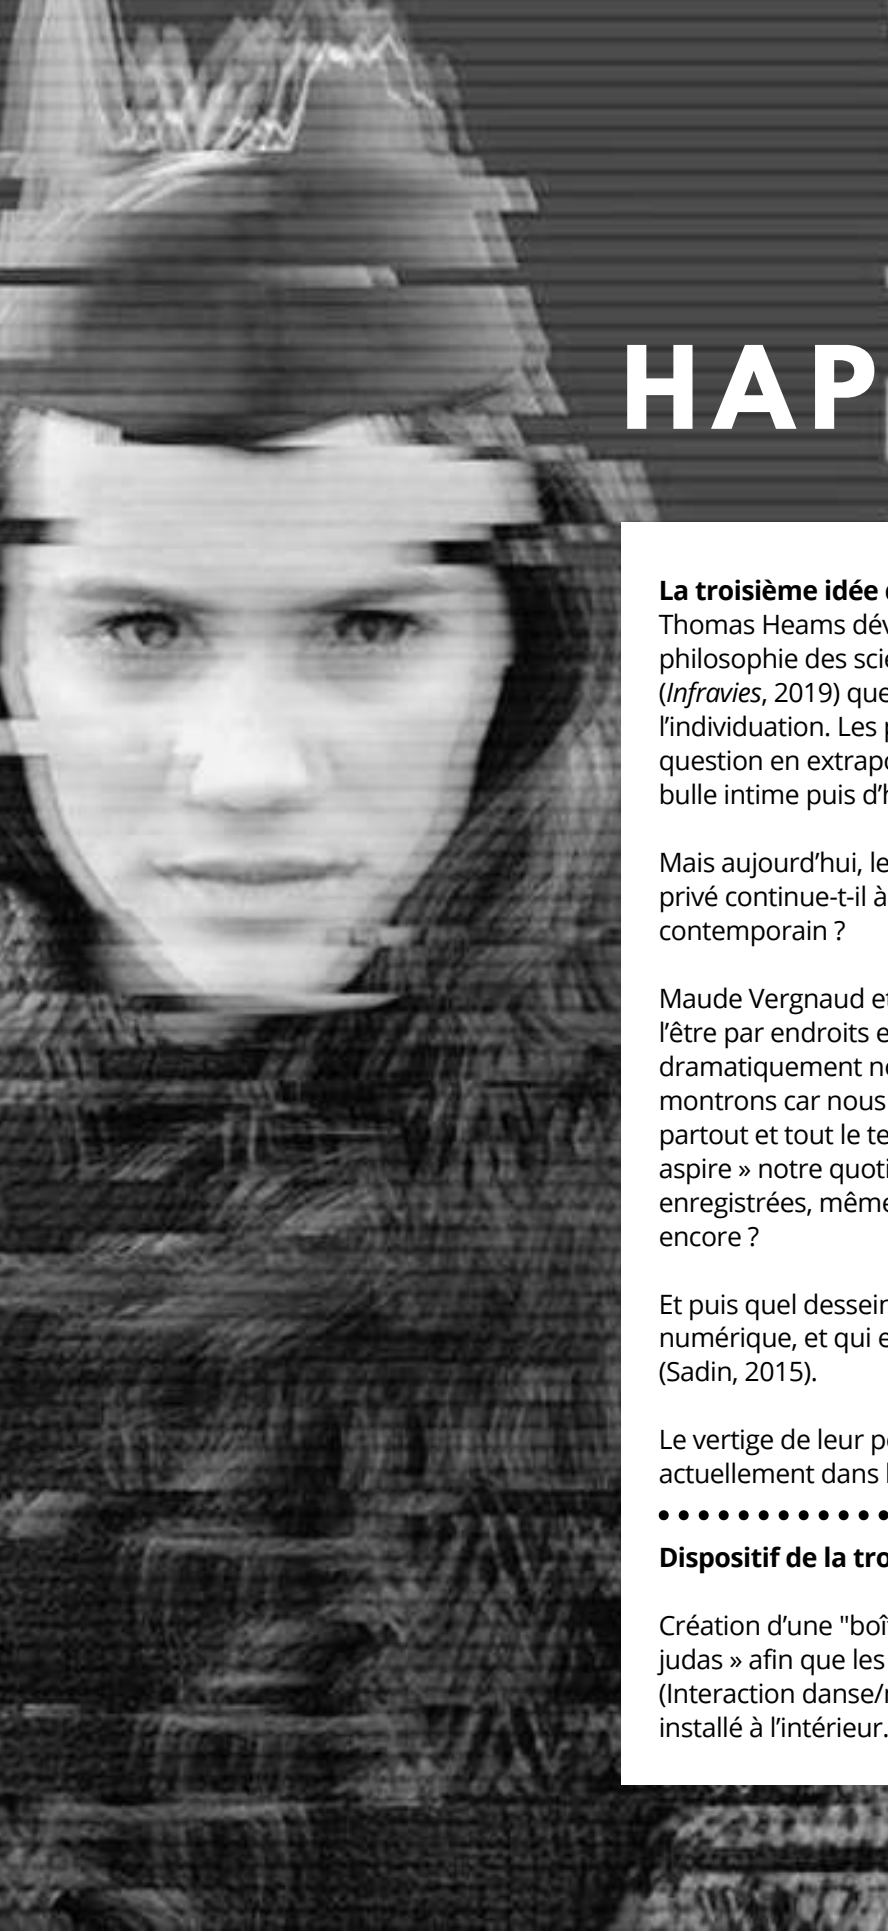 HAP
La troisième idée
Thomas Heams dév
philosophie des scie
(Infravies, 2019) que
l’individuation. Les
question en extrapo
bulle intime puis d’h
Mais aujourd’hui, le
privé continue-t-il à
contemporain ?
Maude Vergnaud et
l’être par endroits e
dramatiquement no
montrons car nous
partout et tout le te
aspire » notre quoti
enregistrées, même
encore ?
Et puis quel dessein
numérique, et qui e
(Sadin, 2015).
Le vertige de leur po
actuellement dans l
Dispositif de la tro
Création d’une "boît
judas » afin que les
(Interaction danse/
installé à l’intérieur.